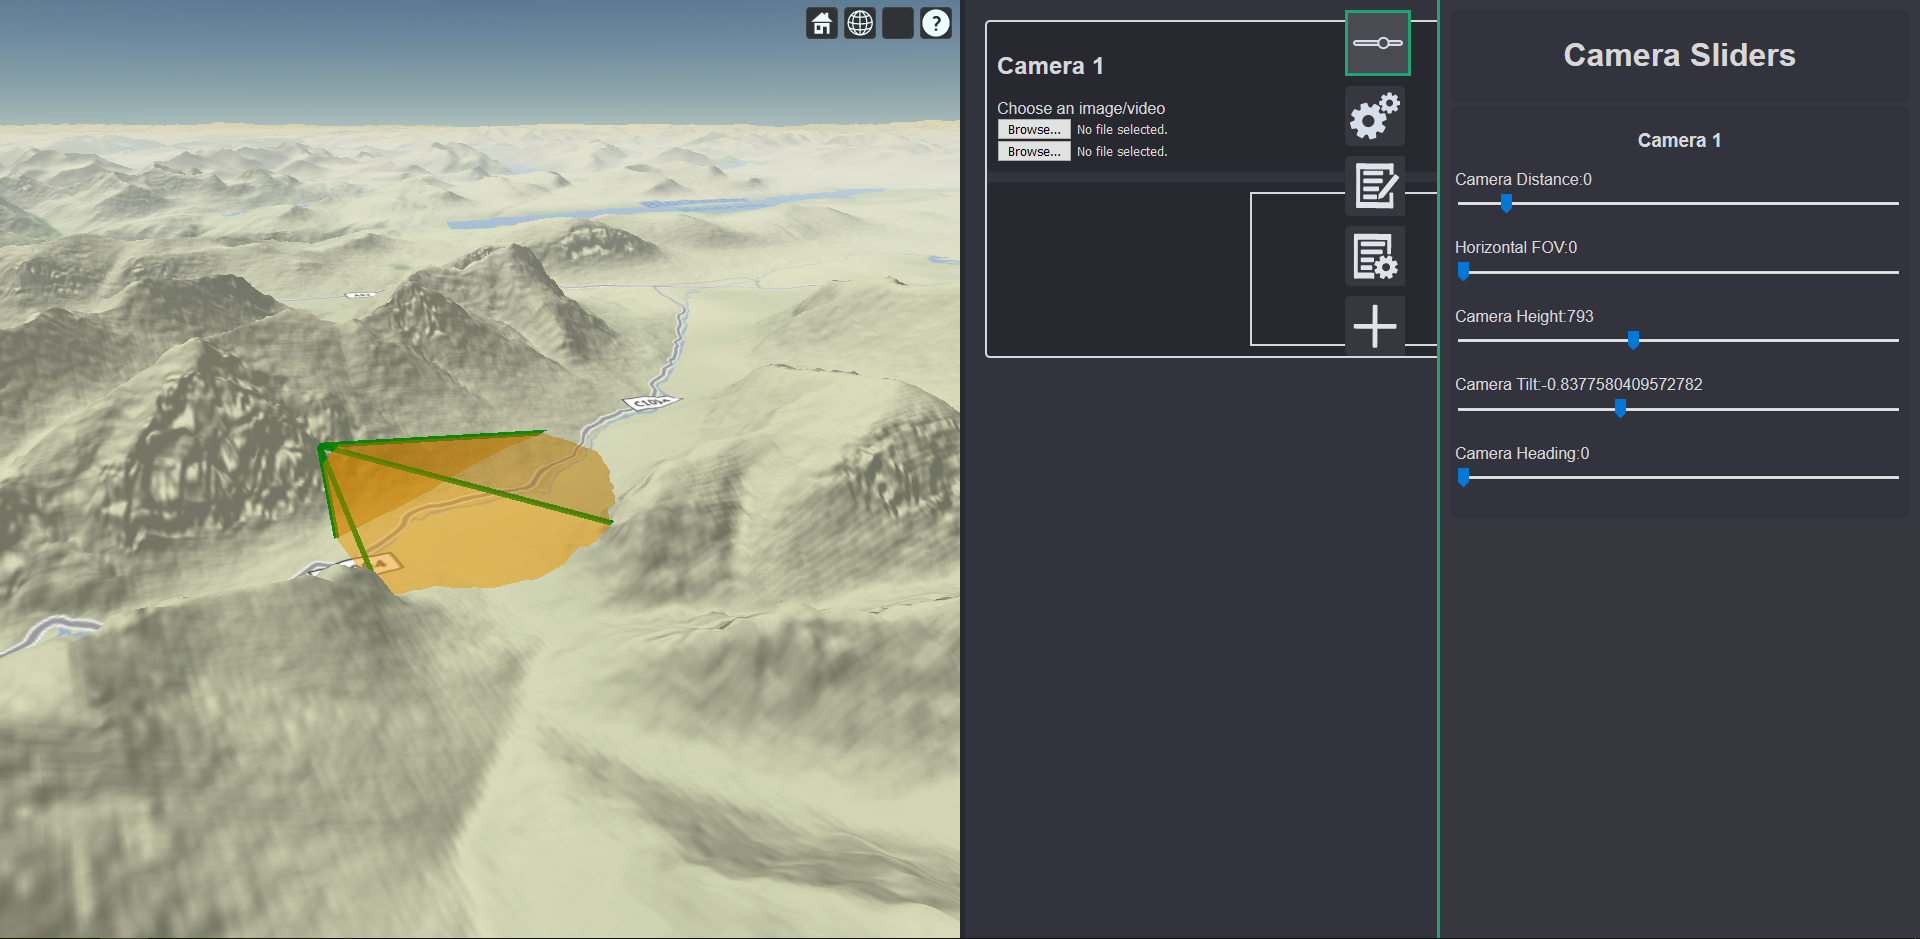 ?
Camera 1
Choose an image/video
Browse... No file selected.
Browse... No file selected.
Camera Sliders
Camera 1
Camera Distance:0
Horizontal FOV:0
Camera Height:793
Camera Tilt:-0.8377580409572782
Camera Heading:0